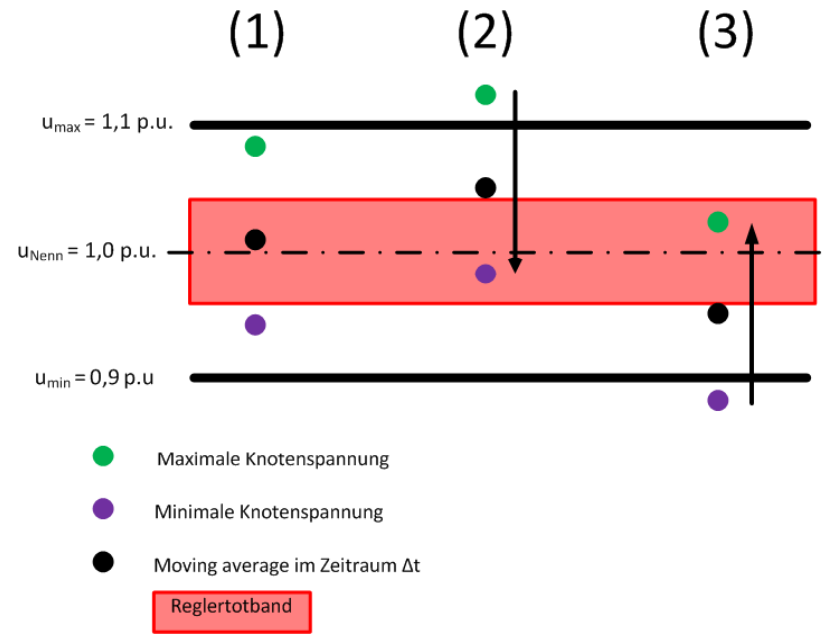 (1) (2) (3)
umax = 1,1 p.u.
uNenn = 1,0 p.u.
umin = 0,9 p.u
Maximale Knotenspannung
Minimale Knotenspannung
Moving average im Zeitraum Δt
Reglertotband